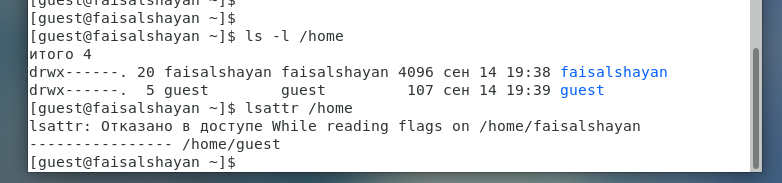 [guest@faisalshayan ~]$
[guest@faisalshayan ~]$
[guest@faisalshayan ~]$ ls -l /home
итого 4
drwx------. 20 faisalshayan faisalshayan 4096 сен 14 19:38 faisalshayan
drwx------.  5 guest        guest         107 сен 14 19:39 guest
[guest@faisalshayan ~]$ lsattr /home
lsattr: Отказано в доступе While reading flags on /home/faisalshayan
---------------- /home/guest
[guest@faisalshayan ~]$